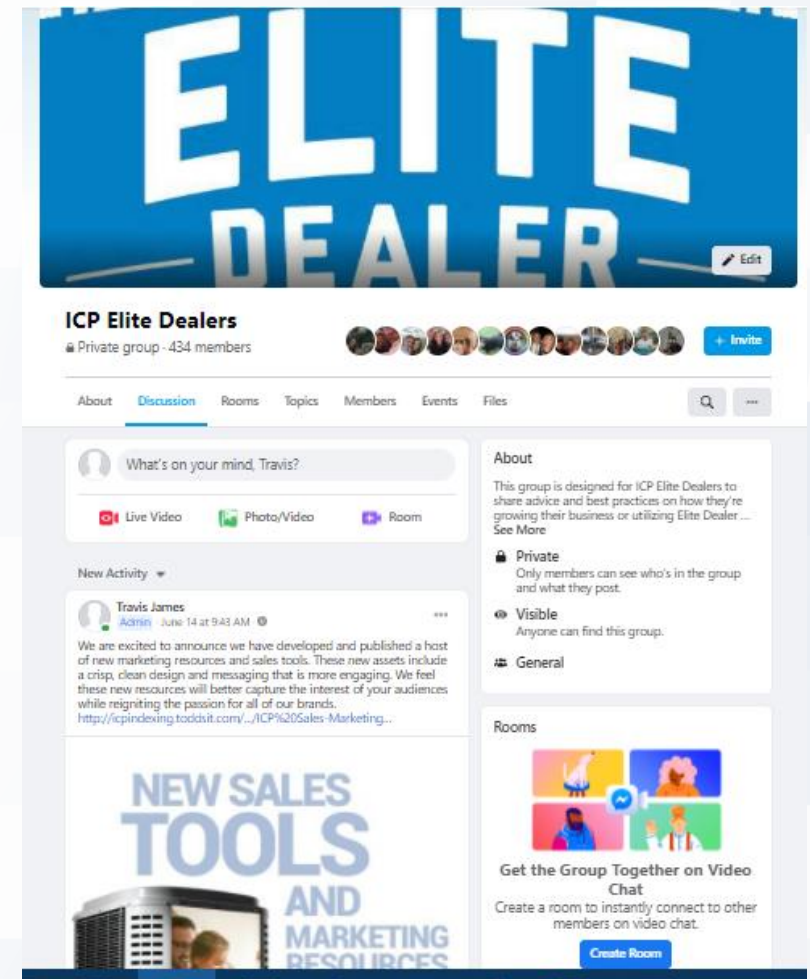 ELITE
DEALER
Edit
ICP Elite Dealers
Private group · 434 members
+ Invite
About Discussion Rooms Topics Members Events Files
What's on your mind, Travis?
Live Video Photo/Video Room
New Activity
Travis James
Admin · June 14 at 9:43 AM ·
We are excited to announce we have developed and published a host
of new marketing resources and sales tools. These new assets include
a crisp, clean design and messaging that is more engaging. We feel
these new resources will better capture the interest of your audiences
while reigniting the passion for all of our brands.
http://icpindexing.toddsit.com/.../ICP%20Sales-Marketing...
NEW SALES
TOOLS
AND
MARKETING
RESOURCES
About
This group is designed for ICP Elite Dealers to
share advice and best practices on how they're
growing their business or utilizing Elite Dealer ...
See More
Private
Only members can see who's in the group
and what they post.
Visible
Anyone can find this group.
General
Rooms
Get the Group Together on Video
Chat
Create a room to instantly connect to other
members on video chat.
Create Room